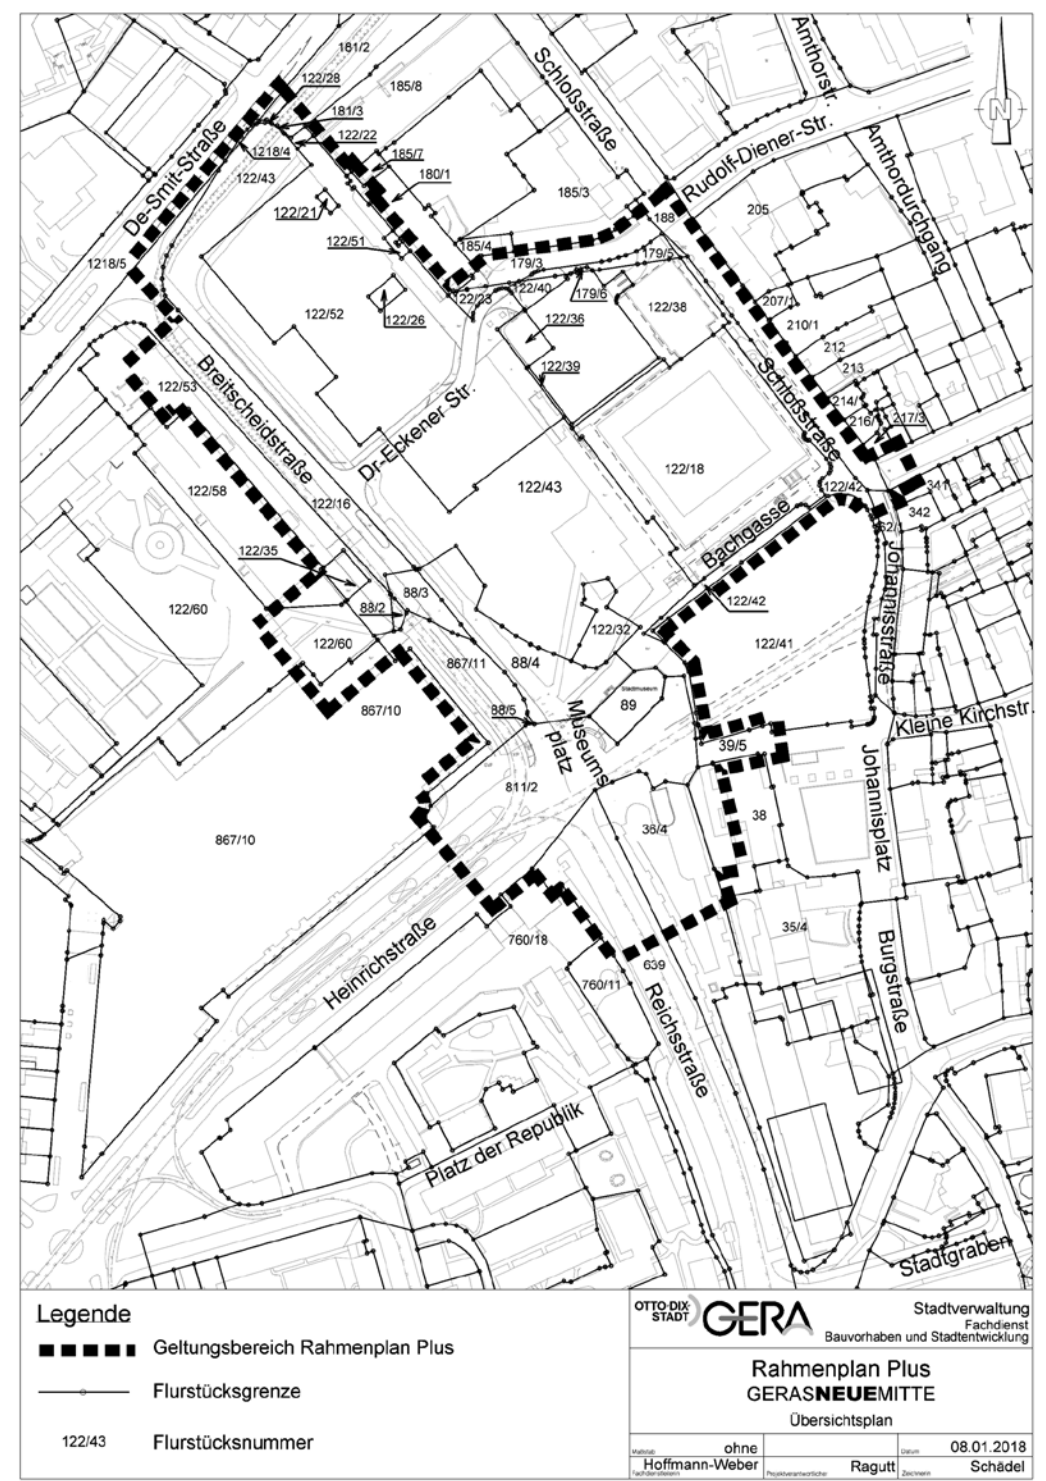 181/2
122/28
185/8
Schloßstraße
Amthorstr.
N
De-Smit-Straße
181/3
122/22
1218/4
185/7
122/43
180/1
185/3
Rudolf-Diener-Str.
Amthordurchgang
205
122/21
188
122/51
185/4
179/3
179/5
1218/5
122/40
179/6
122/23
122/38
122/52
122/26
122/36
207/1
210/1
212
213
122/39
122/53
Breitscheidstraße
Dr-Eckener Str.
Schloßstraße
214/1
216/1
217/3
122/18
122/58
122/43
122/42
341
342
122/16
62/1
Bachgasse
122/35
Johannisstraße
88/3
88/2
122/42
122/60
122/60
122/32
122/41
867/11
88/4
867/10
88/5
Stadtmuseum
89
Museums
platz
39/5
Kleine Kirchstr.
811/2
Johannisplatz
867/10
36/4
38
35/4
760/18
639
760/11
Heinrichstraße
Burgstraße
Reichsstraße
Platz der Republik
Stadtgraben
Legende
Geltungsbereich Rahmenplan Plus
Flurstücksgrenze
122/43 Flurstücksnummer
OTTO-DIX-
STADT
GERA
Stadtverwaltung
Fachdienst
Bauvorhaben und Stadtentwicklung
Rahmenplan Plus
GERASNEUEMITTE
Übersichtsplan
Maßstab ohne Datum 08.01.2018
Fachdienstleiterin Hoffmann-Weber Projektverantwortlicher Ragutt Zeichnerin Schädel